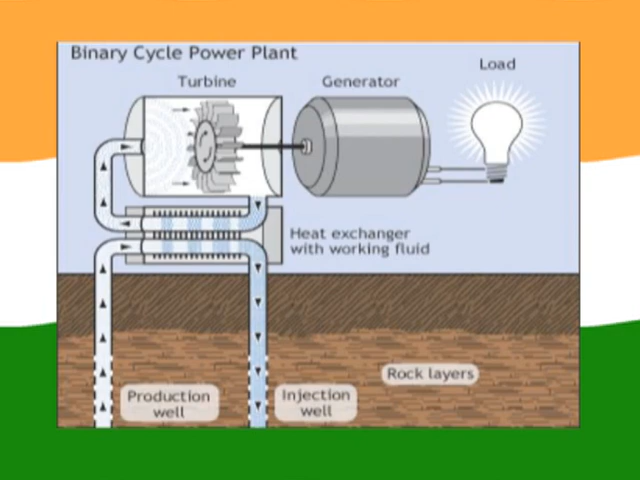 Binary Cycle Power Plant
Turbine
Generator
Load
Heat exchanger
with working fluid
Rock layers
Production
well
Injection
well